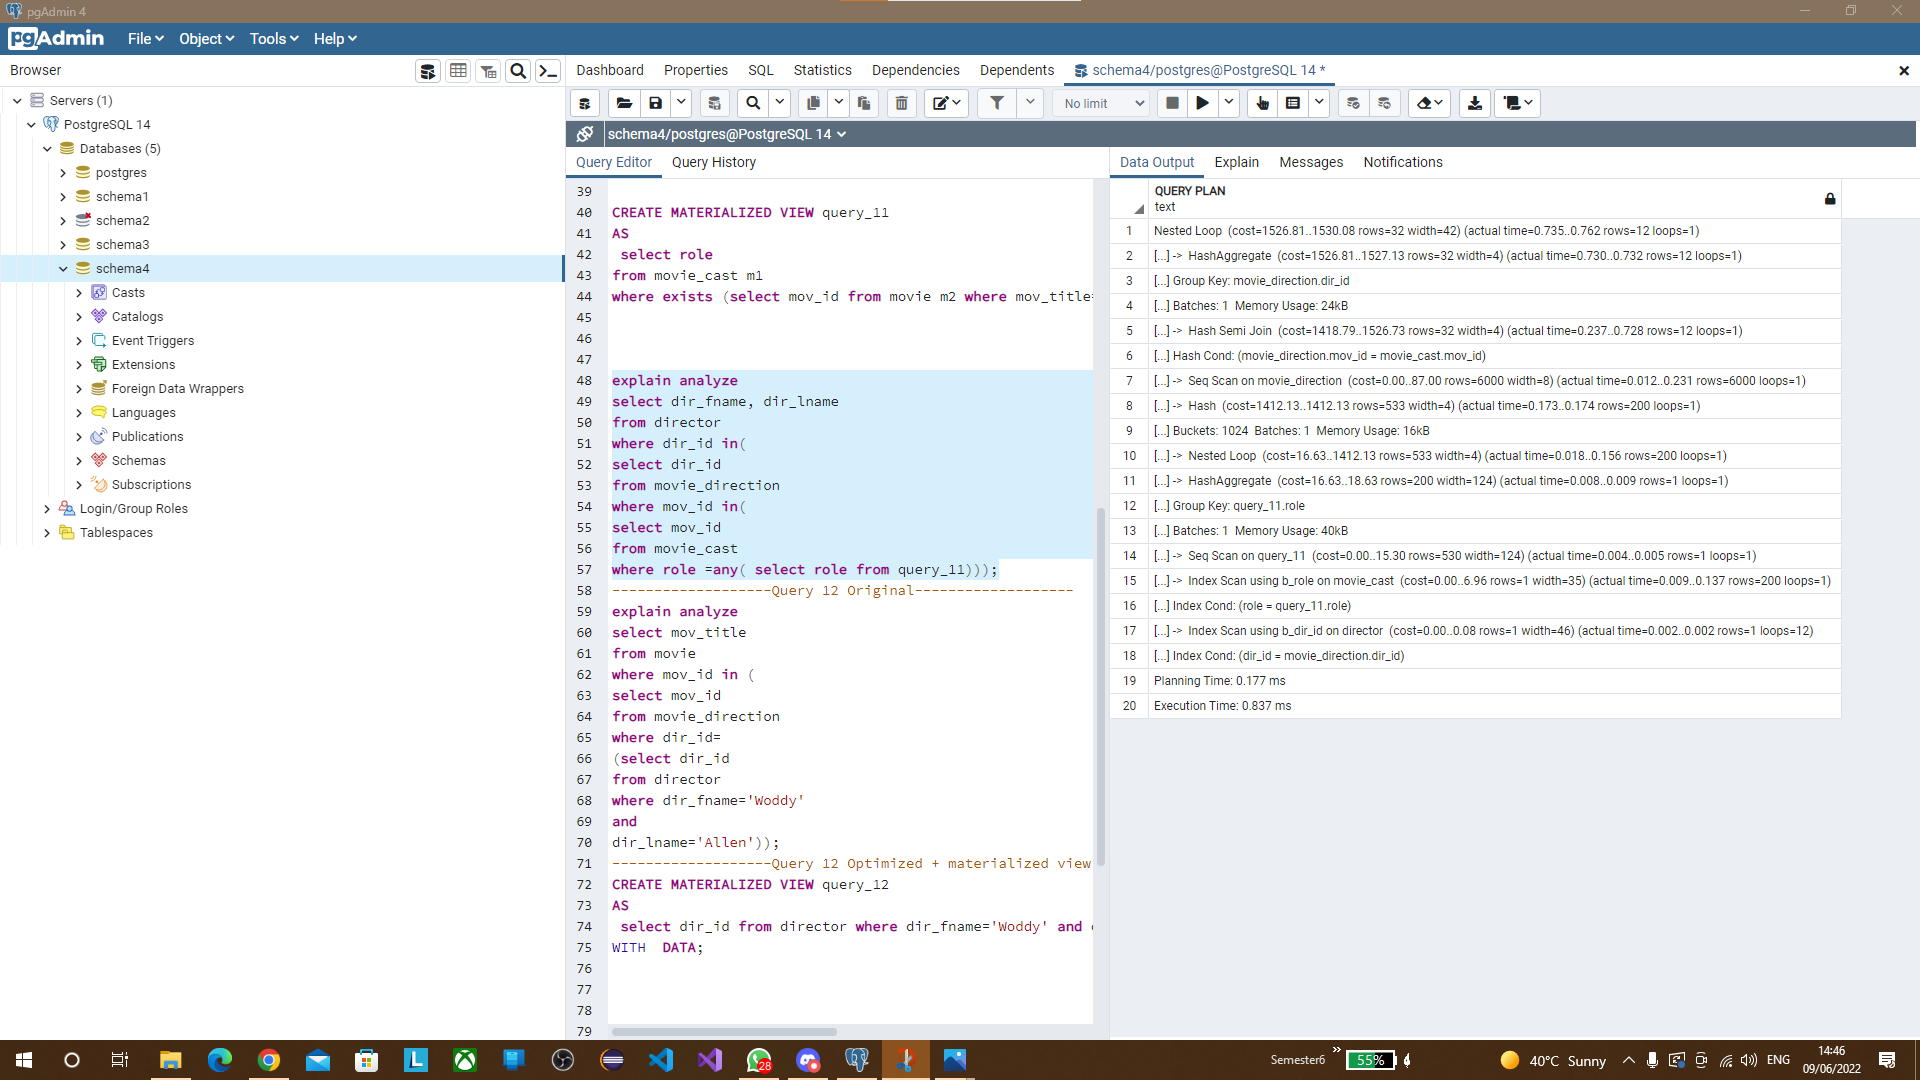 pgAdmin 4
pgAdmin
File
Object
Tools
Help
Browser
Dashboard
Properties
SQL
Statistics
Dependencies
Dependents
schema4/postgres@PostgreSQL 14 *
No limit
schema4/postgres@PostgreSQL 14
Servers (1)
PostgreSQL 14
Databases (5)
postgres
schema1
schema2
schema3
schema4
Casts
Catalogs
Event Triggers
Extensions
Foreign Data Wrappers
Languages
Publications
Schemas
Subscriptions
Login/Group Roles
Tablespaces
Query Editor
Query History
39
40 CREATE MATERIALIZED VIEW query_11
41 AS
42 select role
43 from movie_cast m1
44 where exists (select mov_id from movie m2 where mov_title=
45
46
47
48 explain analyze
49 select dir_fname, dir_lname
50 from director
51 where dir_id in(
52 select dir_id
53 from movie_direction
54 where mov_id in(
55 select mov_id
56 from movie_cast
57 where role =any( select role from query_11)));
58 -------------------Query 12 Original-------------------
59 explain analyze
60 select mov_title
61 from movie
62 where mov_id in (
63 select mov_id
64 from movie_direction
65 where dir_id=
66 (select dir_id
67 from director
68 where dir_fname='Woddy'
69 and
70 dir_lname='Allen'));
71 -------------------Query 12 Optimized + materialized view
72 CREATE MATERIALIZED VIEW query_12
73 AS
74 select dir_id from director where dir_fname='Woddy' and
75 WITH  DATA;
76
77
78
79
Data Output
Explain
Messages
Notifications
QUERY PLAN
text
1 Nested Loop (cost=1526.81..1530.08 rows=32 width=42) (actual time=0.735..0.762 rows=12 loops=1)
2 [...] -> HashAggregate (cost=1526.81..1527.13 rows=32 width=4) (actual time=0.730..0.732 rows=12 loops=1)
3 [...] Group Key: movie_direction.dir_id
4 [...] Batches: 1 Memory Usage: 24kB
5 [...] -> Hash Semi Join (cost=1418.79..1526.73 rows=32 width=4) (actual time=0.237..0.728 rows=12 loops=1)
6 [...] Hash Cond: (movie_direction.mov_id = movie_cast.mov_id)
7 [...] -> Seq Scan on movie_direction (cost=0.00..87.00 rows=6000 width=8) (actual time=0.012..0.231 rows=6000 loops=1)
8 [...] -> Hash (cost=1412.13..1412.13 rows=533 width=4) (actual time=0.173..0.174 rows=200 loops=1)
9 [...] Buckets: 1024 Batches: 1 Memory Usage: 16kB
10 [...] -> Nested Loop (cost=16.63..1412.13 rows=533 width=4) (actual time=0.018..0.156 rows=200 loops=1)
11 [...] -> HashAggregate (cost=16.63..18.63 rows=200 width=124) (actual time=0.008..0.009 rows=1 loops=1)
12 [...] Group Key: query_11.role
13 [...] Batches: 1 Memory Usage: 40kB
14 [...] -> Seq Scan on query_11 (cost=0.00..15.30 rows=530 width=124) (actual time=0.004..0.005 rows=1 loops=1)
15 [...] -> Index Scan using b_role on movie_cast (cost=0.00..6.96 rows=1 width=35) (actual time=0.009..0.137 rows=200 loops=1)
16 [...] Index Cond: (role = query_11.role)
17 [...] -> Index Scan using b_dir_id on director (cost=0.00..0.08 rows=1 width=46) (actual time=0.002..0.002 rows=1 loops=12)
18 [...] Index Cond: (dir_id = movie_direction.dir_id)
19 Planning Time: 0.177 ms
20 Execution Time: 0.837 ms
L
28
Semester6
55%
40°C Sunny
ENG
14:46
09/06/2022